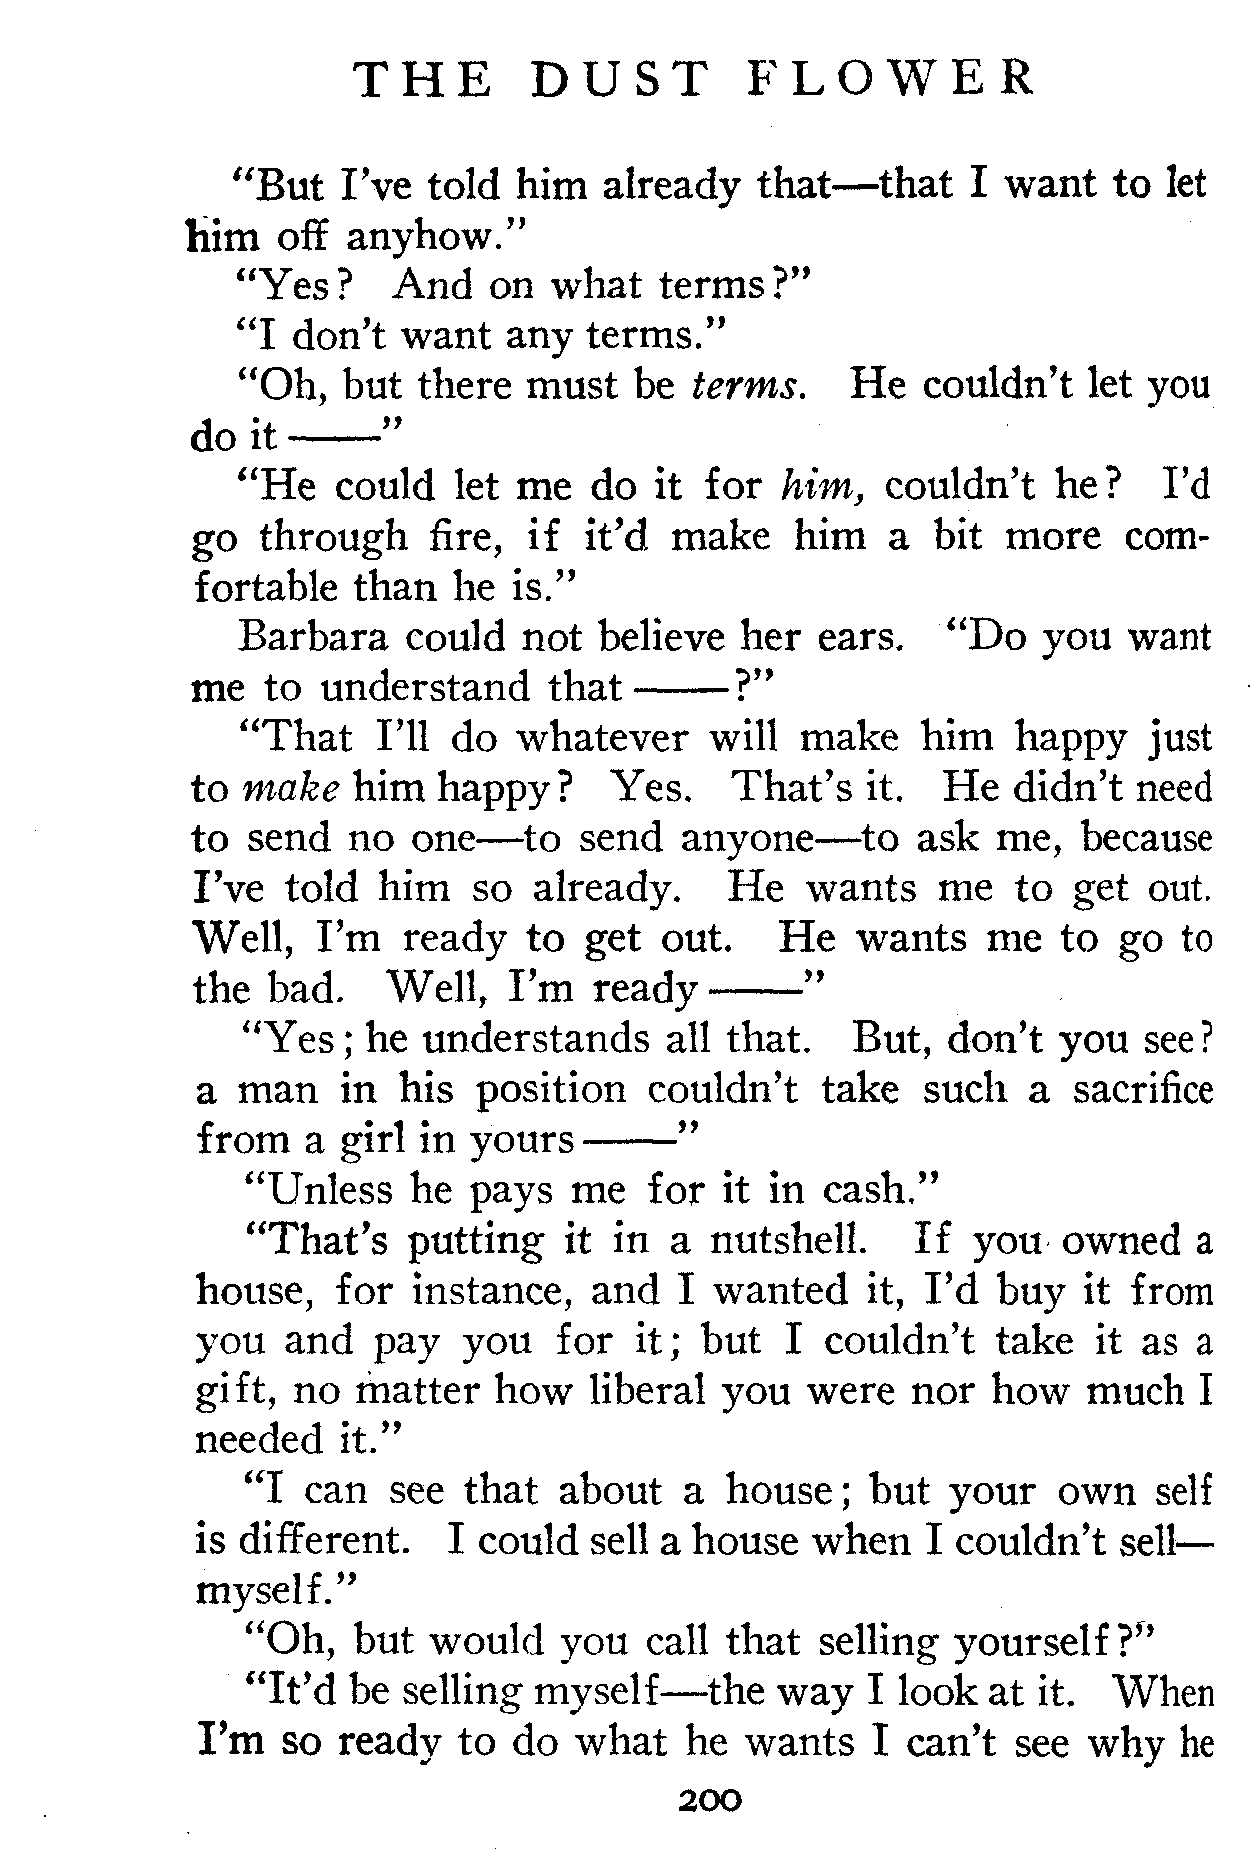 THE DUST FLOWER
“But I’ve told him already that—that I want to let
him off anyhow.”
“Yes? And on what terms?”
“I don’t want any terms.”
“Oh, but there must be terms. He couldn’t let you
do it ——”
“He could let me do it for him, couldn’t he? I’d
go through fire, if it’d make him a bit more com-
fortable than he is.”
Barbara could not believe her ears. “Do you want
me to understand that ——?”
“That I’ll do whatever will make him happy just
to make him happy? Yes. That’s it. He didn’t need
to send no one—to send anyone—to ask me, because
I’ve told him so already. He wants me to get out.
Well, I’m ready to get out. He wants me to go to
the bad. Well, I’m ready ——”
“Yes; he understands all that. But, don’t you see?
a man in his position couldn’t take such a sacrifice
from a girl in yours ——”
“Unless he pays me for it in cash.”
“That’s putting it in a nutshell. If you owned a
house, for instance, and I wanted it, I’d buy it from
you and pay you for it; but I couldn’t take it as a
gift, no matter how liberal you were nor how much I
needed it.”
“I can see that about a house; but your own self
is different. I could sell a house when I couldn’t sell—
myself.”
“Oh, but would you call that selling yourself?”
“It’d be selling myself—the way I look at it. When
I’m so ready to do what he wants I can’t see why he
200